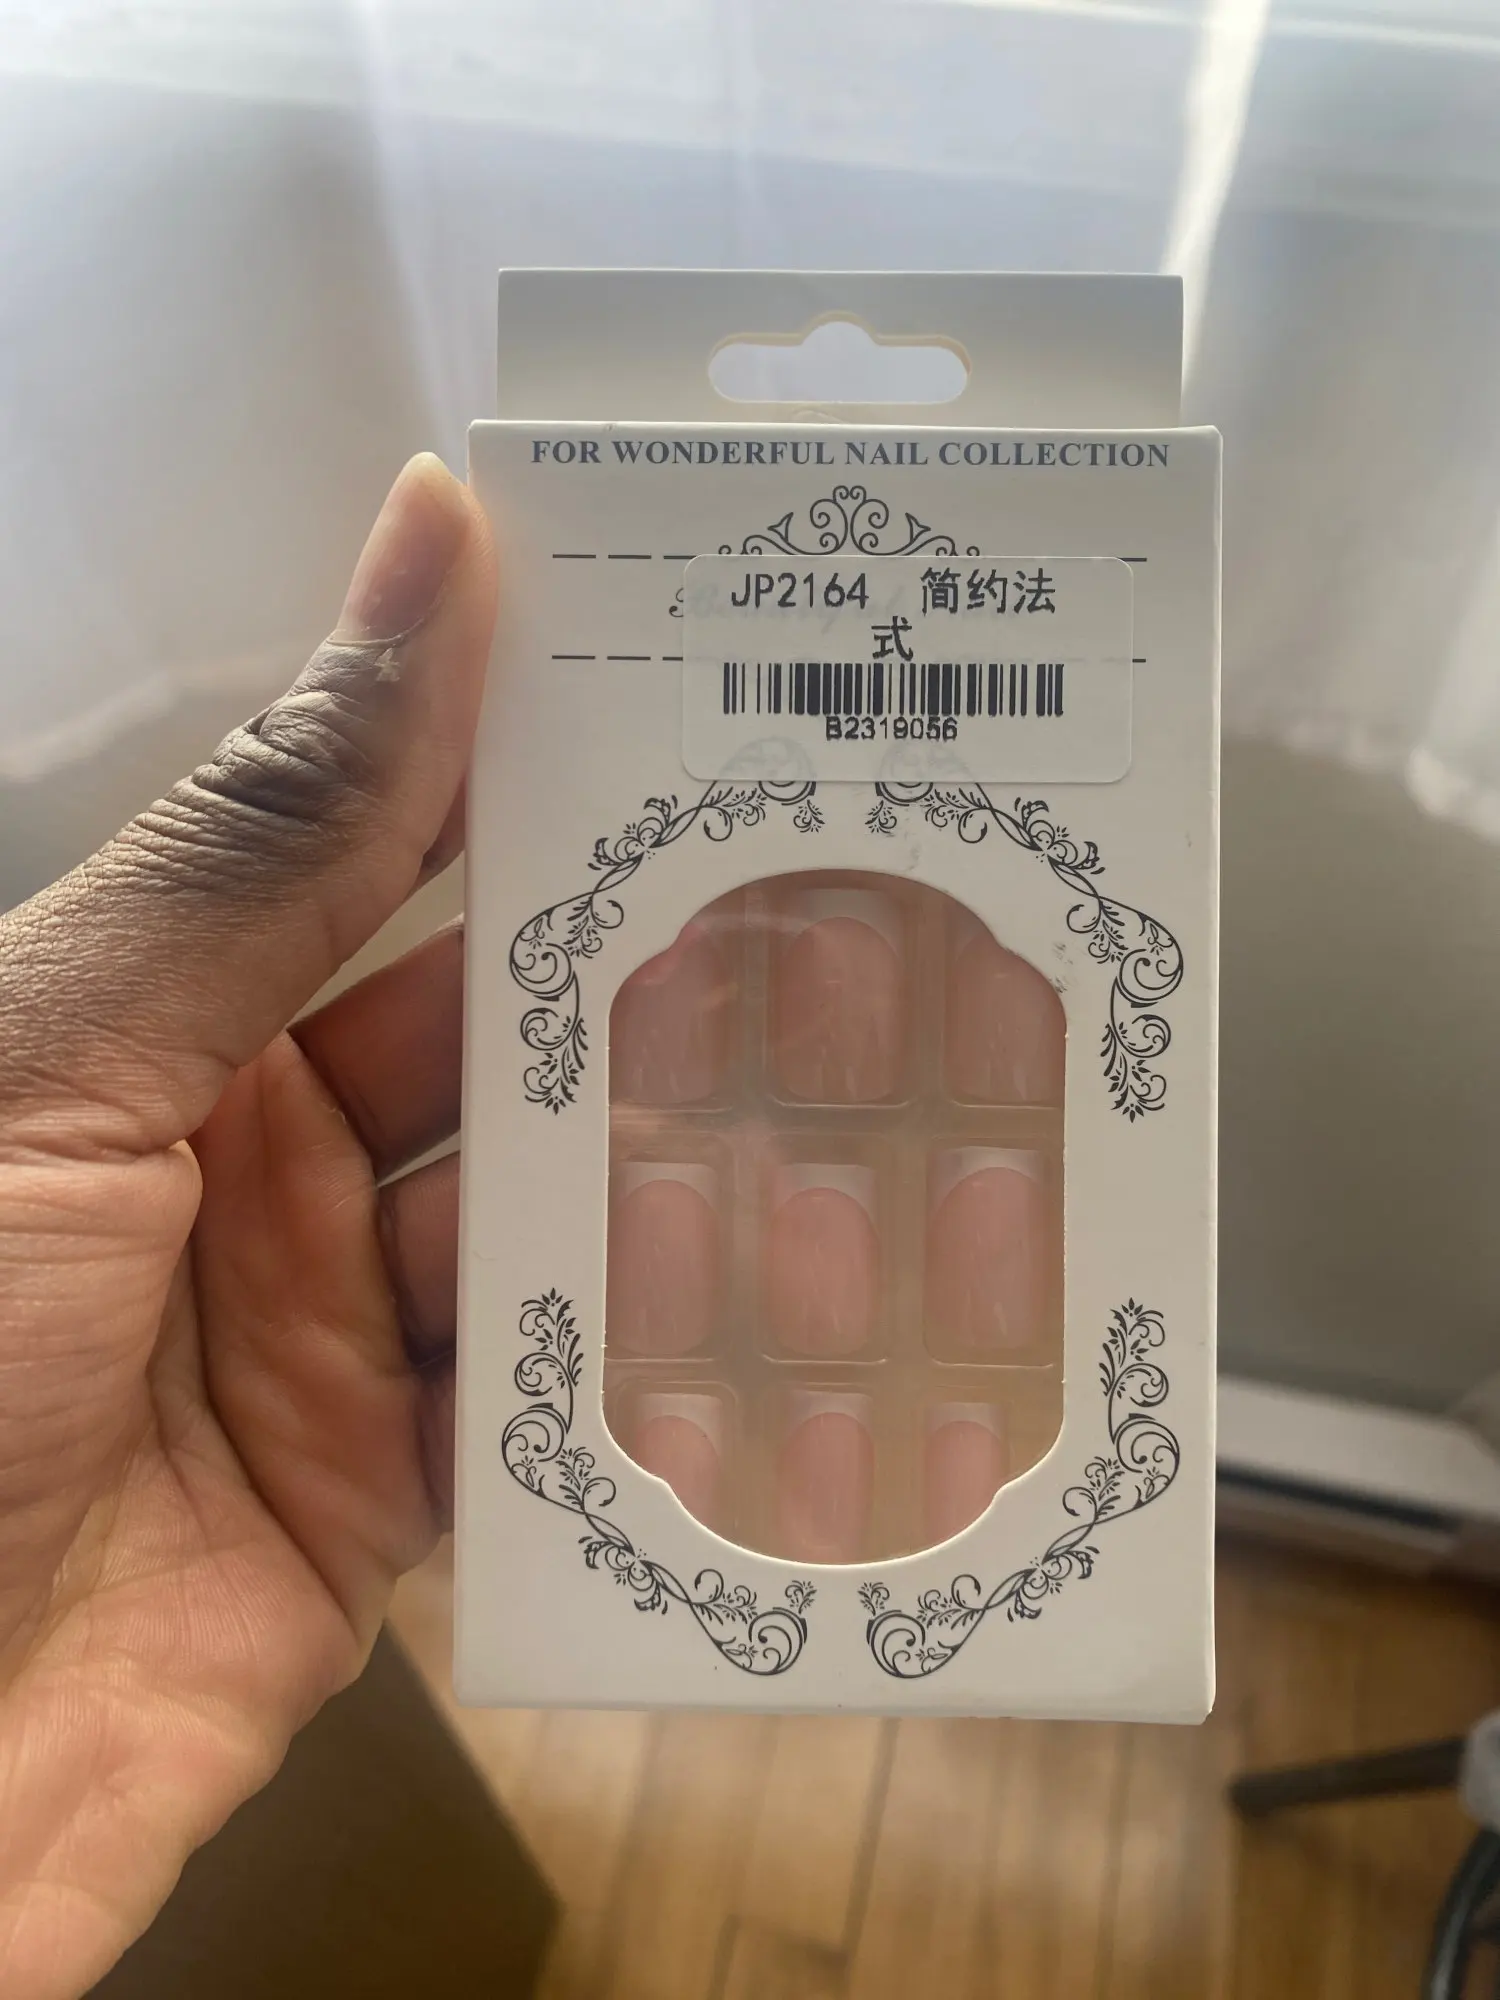 FOR WONDERFUL NAIL COLLECTION
JP2164 简约法
式
B2319056